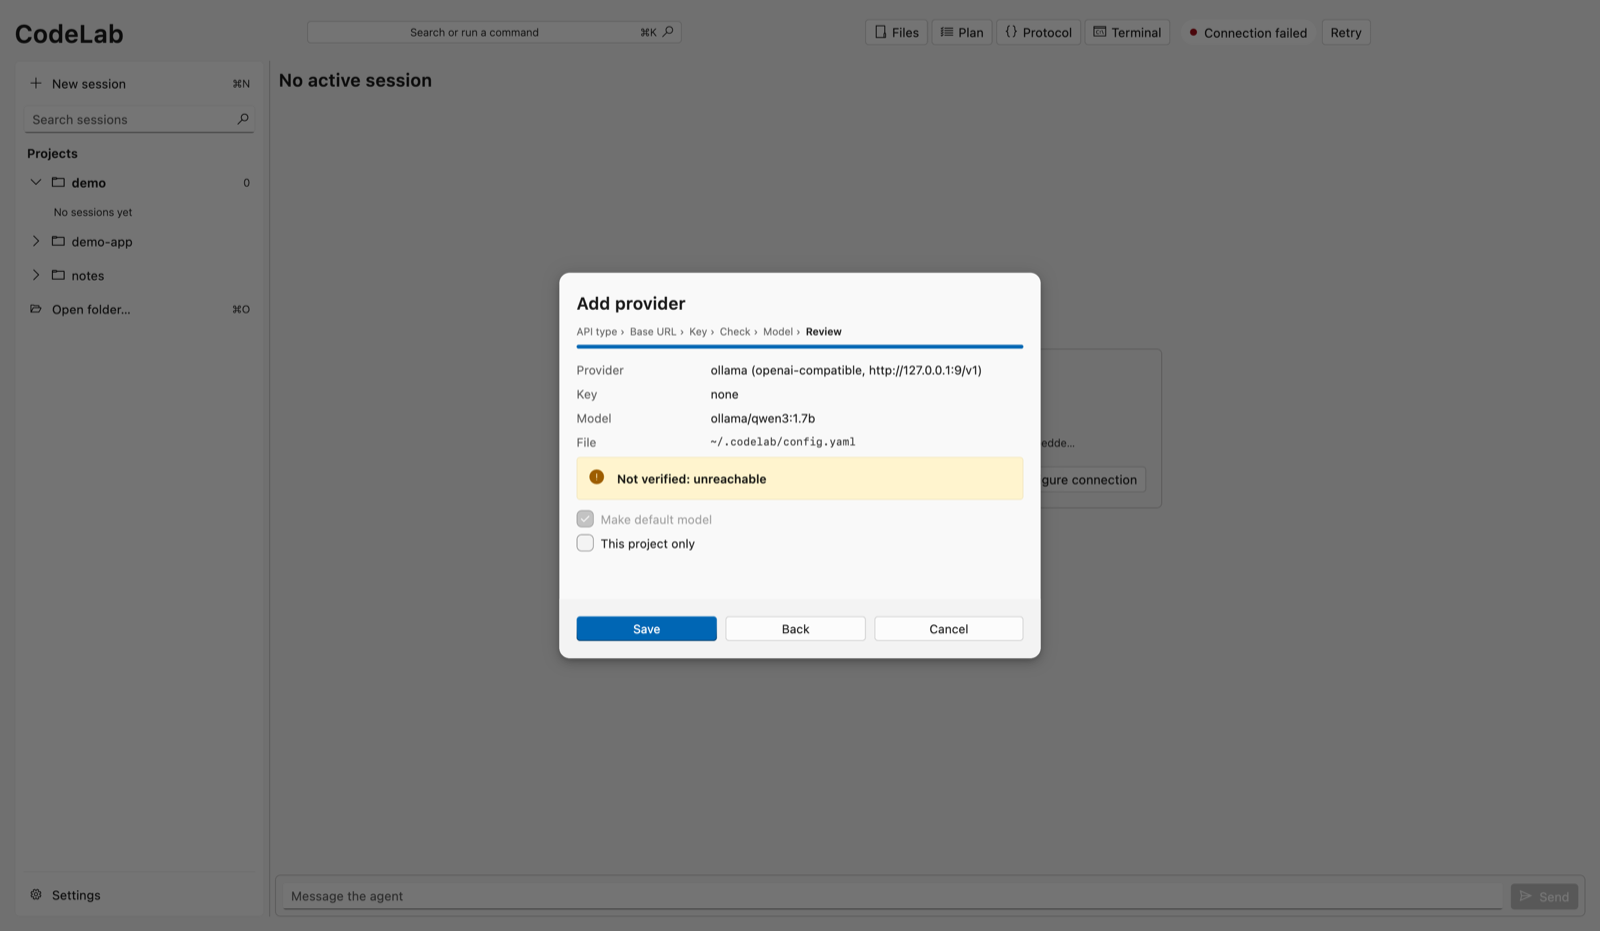 CodeLab
Search or run a command ⌘K
Files
Plan
{} Protocol
Terminal
Connection failed
Retry
New session ⌘N
Search sessions
Projects
demo 0
No sessions yet
demo-app
notes
Open folder... ⌘O
Settings
No active session
edde...
gure connection
Add provider
API type › Base URL › Key › Check › Model › Review
Provider ollama (openai-compatible, http://127.0.0.1:9/v1)
Key none
Model ollama/qwen3:1.7b
File ~/.codelab/config.yaml
Not verified: unreachable
Make default model
This project only
Save
Back
Cancel
Message the agent
Send